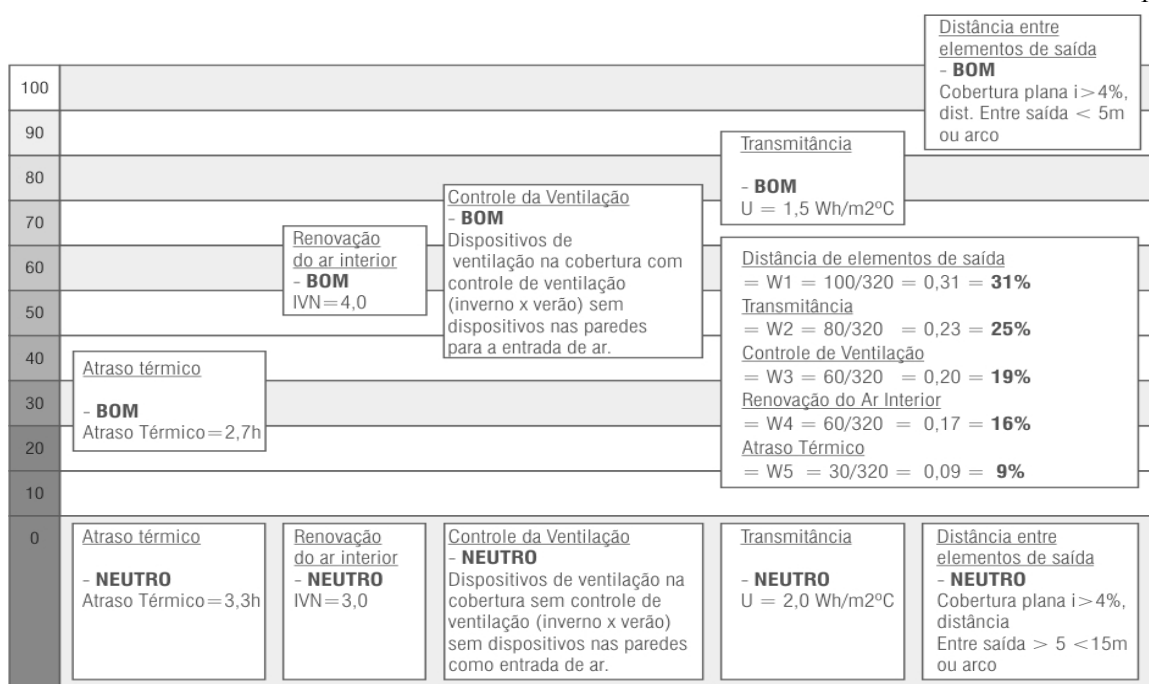 100
90
80
70
60
50
40
30
20
10
0
Distância entre
elementos de saída
- BOM
Cobertura plana i>4%,
dist. Entre saída < 5m
ou arco
Transmitância
- BOM
U = 1,5 Wh/m2ºC
Controle da Ventilação
- BOM
Dispositivos de
ventilação na cobertura com
controle de ventilação
(inverno x verão) sem
dispositivos nas paredes
para a entrada de ar.
Renovação
do ar interior
- BOM
IVN=4,0
Atraso térmico
- BOM
Atraso Térmico=2,7h
Distância de elementos de saída
= W1 = 100/320 = 0,31 = 31%
Transmitância
= W2 = 80/320 = 0,23 = 25%
Controle de Ventilação
= W3 = 60/320 = 0,20 = 19%
Renovação do Ar Interior
= W4 = 60/320 = 0,17 = 16%
Atraso Térmico
= W5 = 30/320 = 0,09 = 9%
Atraso térmico
- NEUTRO
Atraso Térmico=3,3h
Renovação
do ar interior
- NEUTRO
IVN=3,0
Controle da Ventilação
- NEUTRO
Dispositivos de ventilação na
cobertura sem controle de
ventilação (inverno x verão)
sem dispositivos nas paredes
como entrada de ar.
Transmitância
- NEUTRO
U = 2,0 Wh/m2ºC
Distância entre
elementos de saída
- NEUTRO
Cobertura plana i>4%,
distância
Entre saída > 5 <15m
ou arco